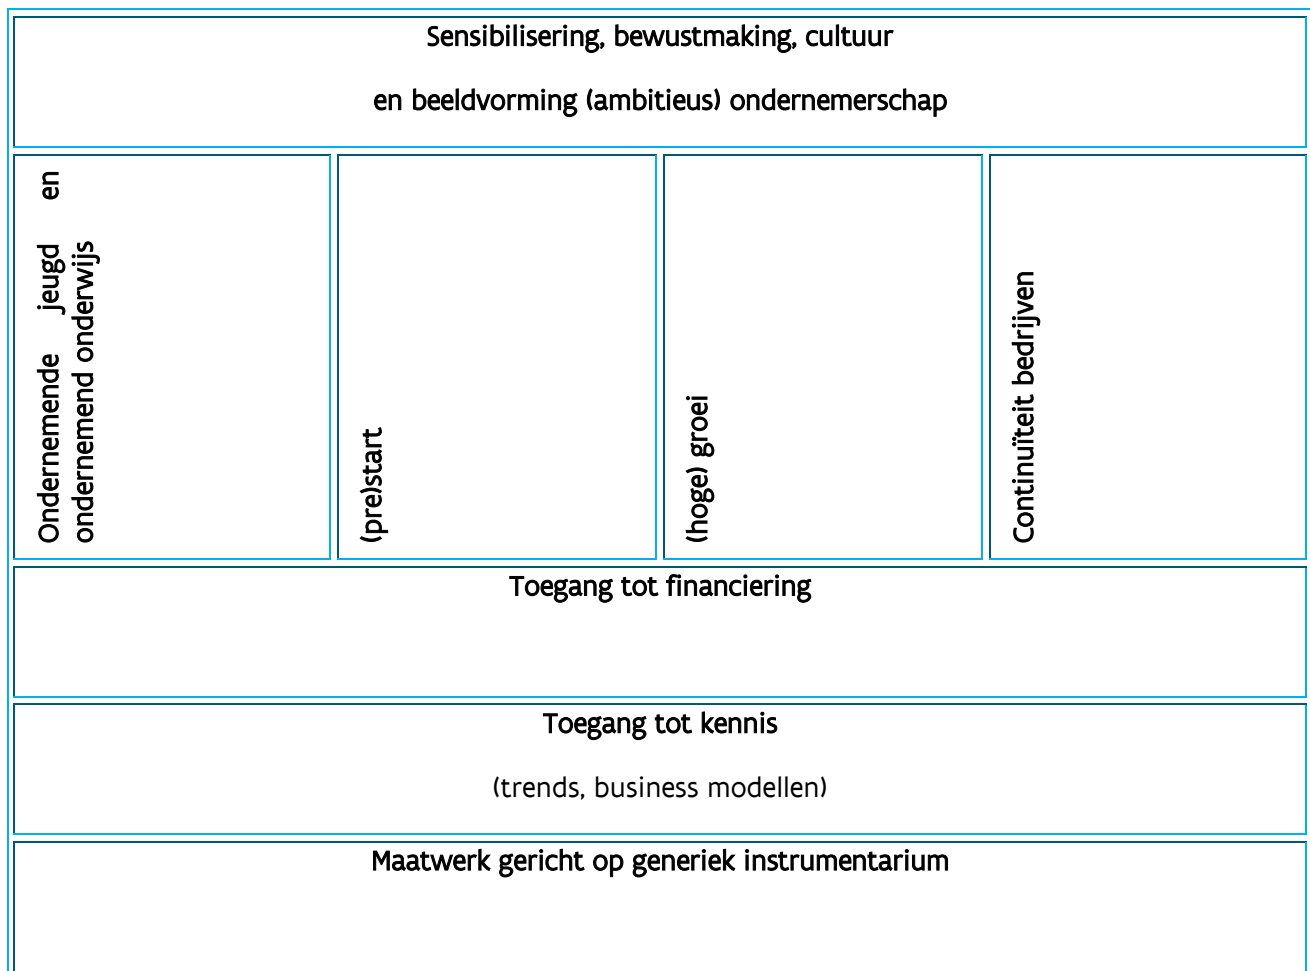 Sensibilisering, bewustmaking, cultuur
en beeldvorming (ambitieus) ondernemerschap
Ondernemende jeugd en
ondernemend onderwijs
(pre)start
(hoge) groei
Continuïteit bedrijven
Toegang tot financiering
Toegang tot kennis
(trends, business modellen)
Maatwerk gericht op generiek instrumentarium